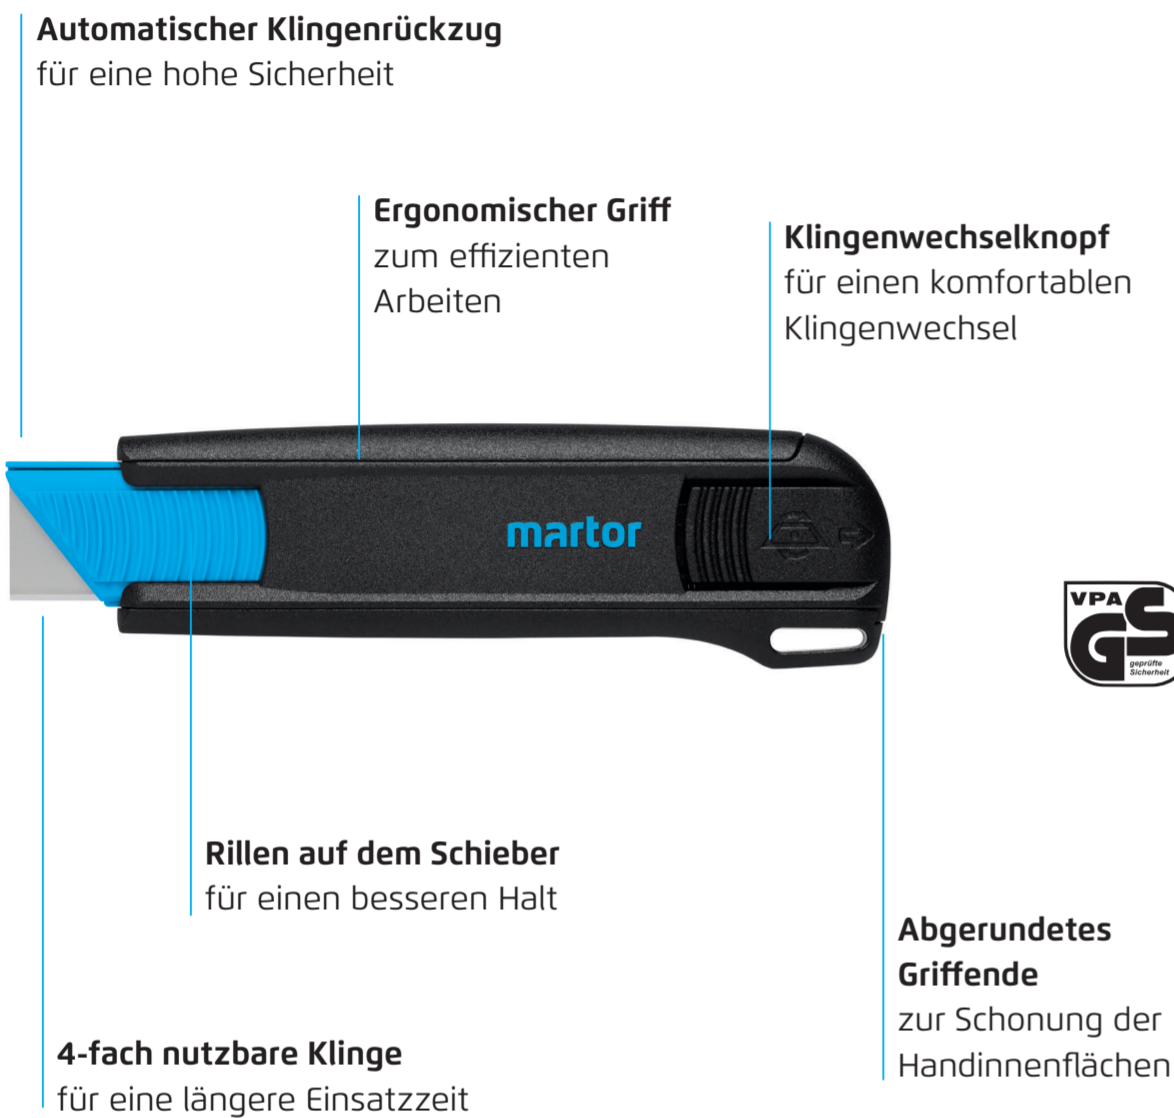 Automatischer Klingenrückzug
für eine hohe Sicherheit
Ergonomischer Griff
zum effizienten
Arbeiten
Klingenwechselknopf
für einen komfortablen
Klingenwechsel
martor
VPA
GS
geprüfte
Sicherheit
Rillen auf dem Schieber
für einen besseren Halt
Abgerundetes
Griffende
zur Schonung der
Handinnenflächen
4-fach nutzbare Klinge
für eine längere Einsatzzeit